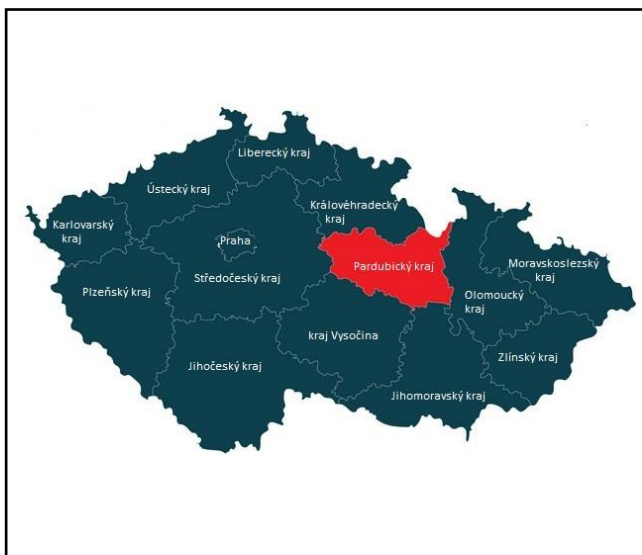 Liberecký kraj
Ústecký kraj
Královéhradecký
kraj
Karlovarský
kraj
Praha
Pardubický kraj
Moravskoslezský
kraj
Středočeský kraj
Plzeňský kraj
Olomoucký
kraj
kraj Vysočina
Zlínský kraj
Jihočeský kraj
Jihomoravský kraj